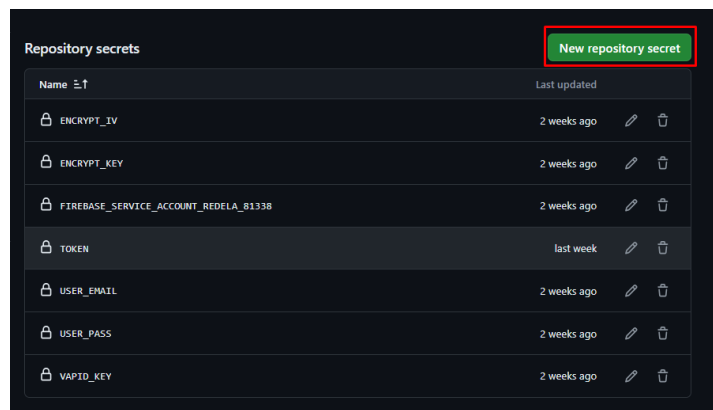 Repository secrets New repository secret
Name Last updated
ENCRYPT_IV 2 weeks ago
ENCRYPT_KEY 2 weeks ago
FIREBASE_SERVICE_ACCOUNT_REDELA_81338 2 weeks ago
TOKEN last week
USER_EMAIL 2 weeks ago
USER_PASS 2 weeks ago
VAPID_KEY 2 weeks ago